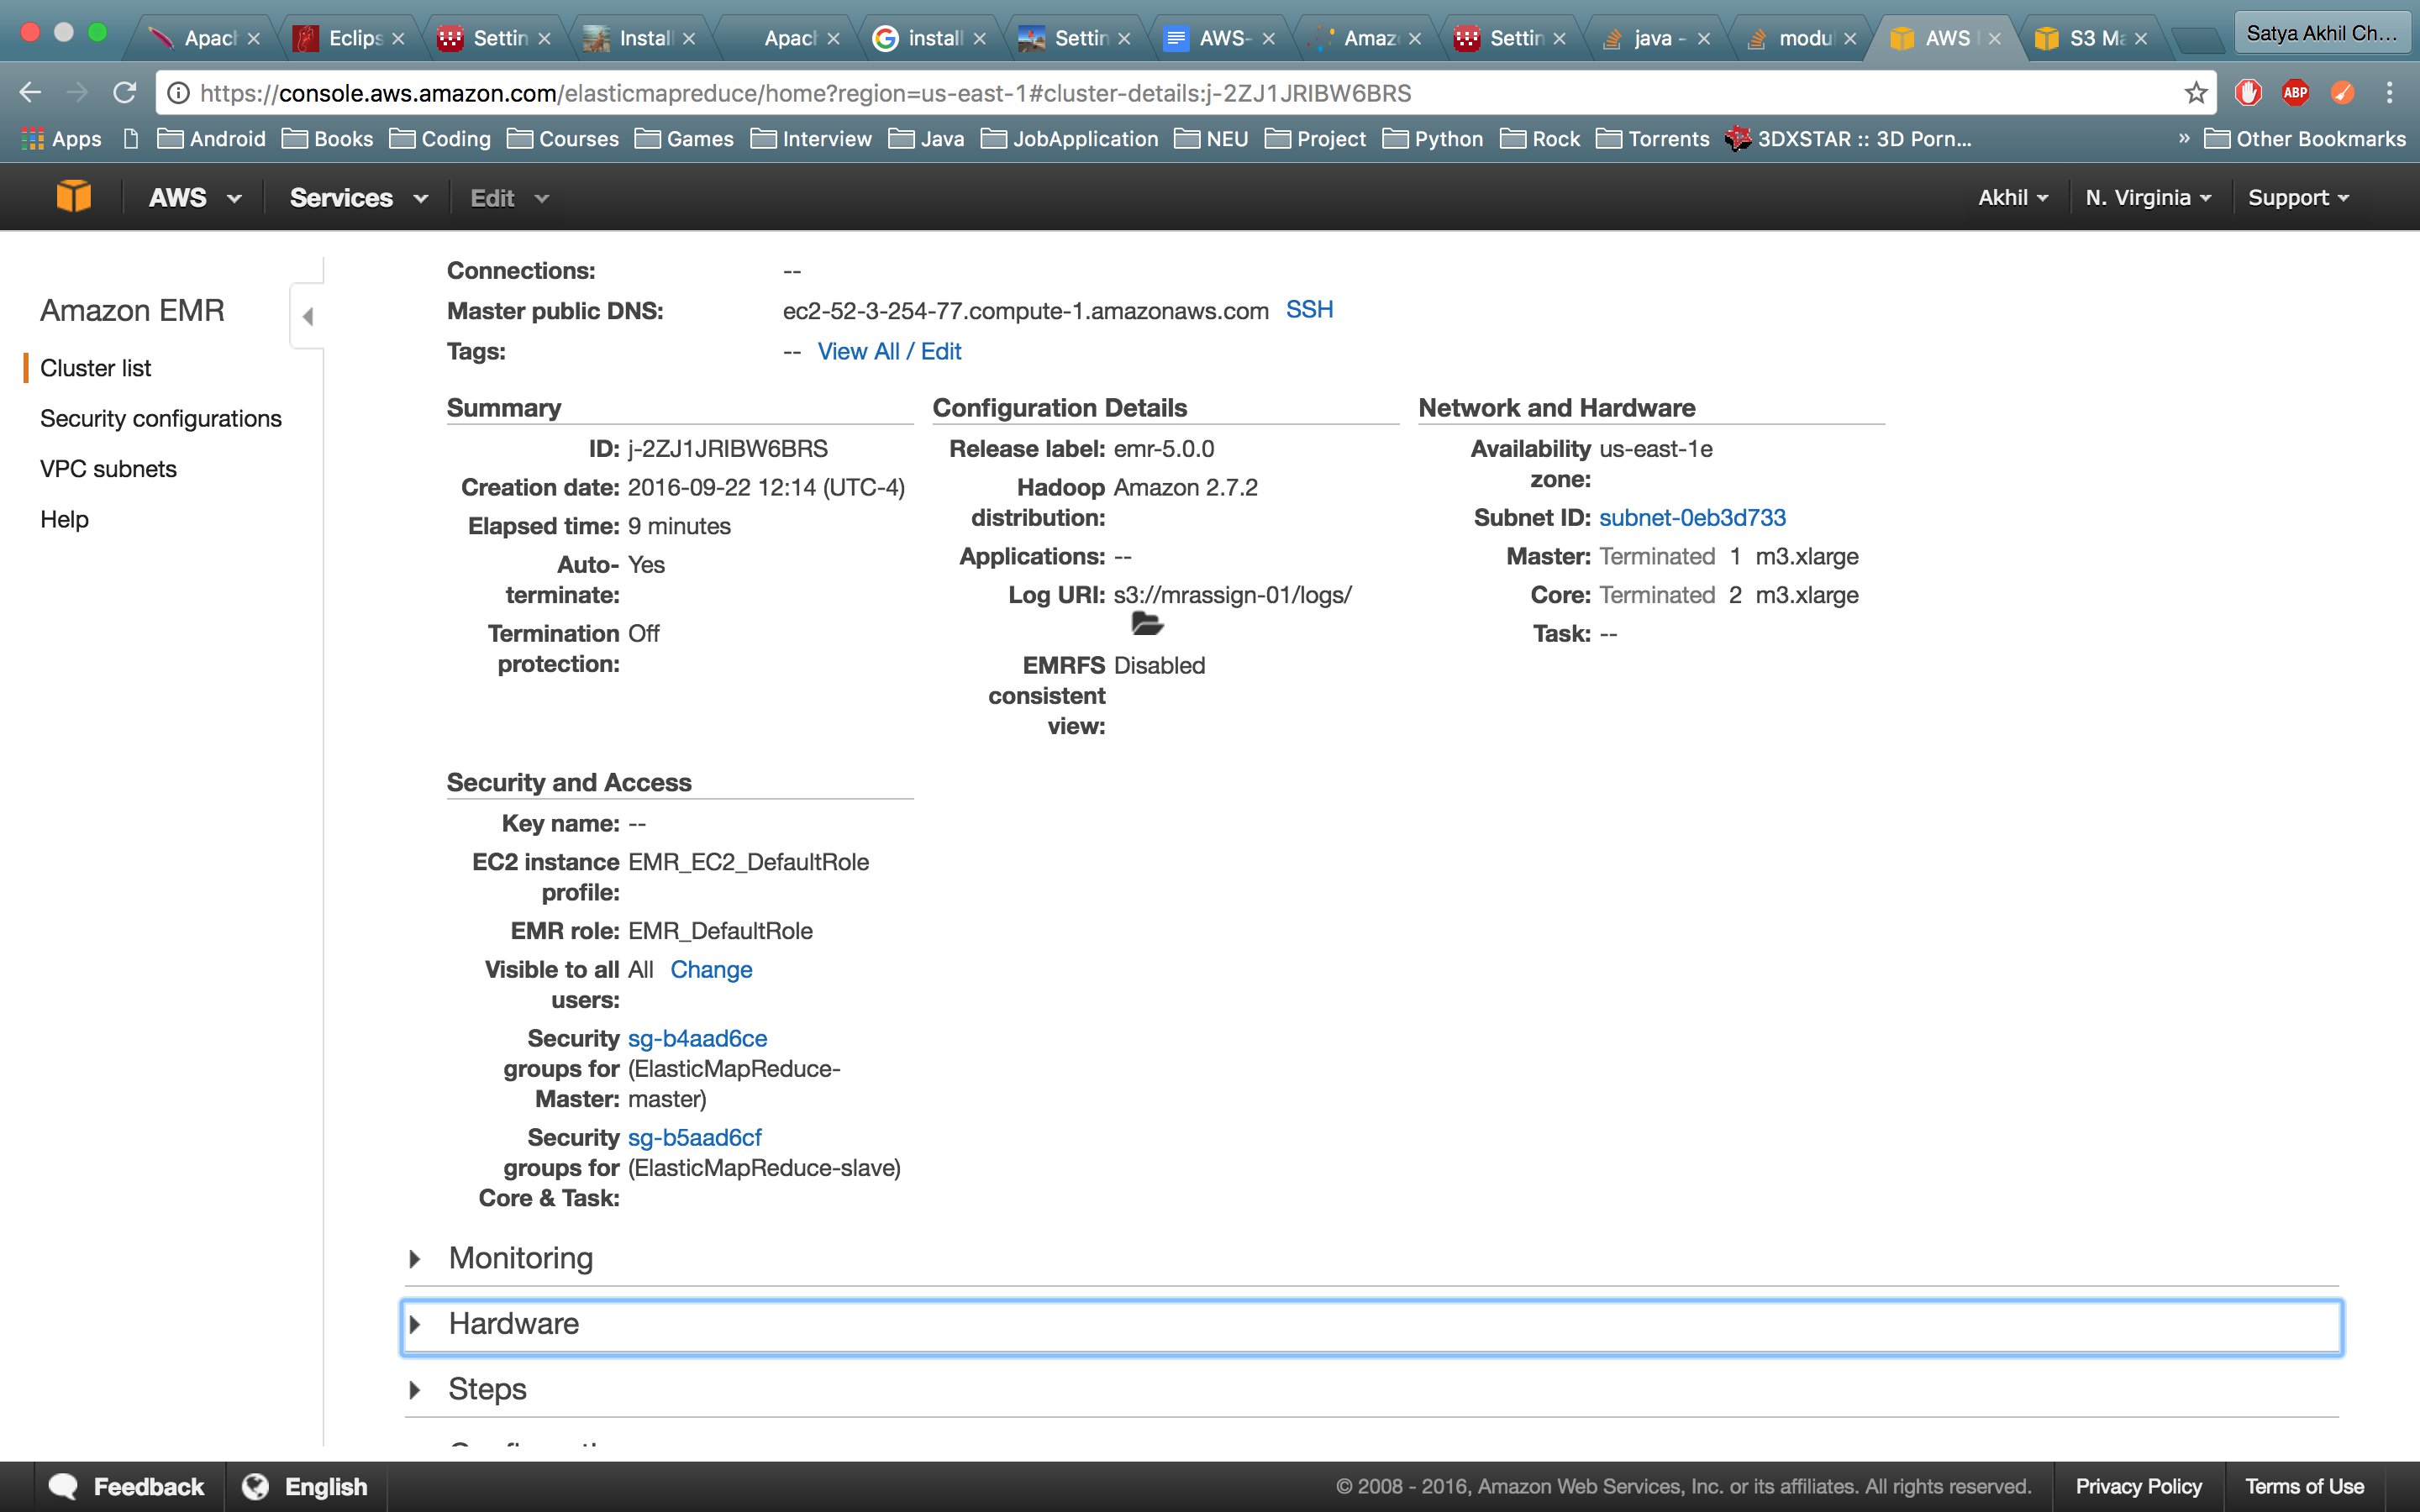 Apach
Eclips
Settin
Install
Apach
install
Settin
AWS-
Amaz
Settin
java -
modu
AWS
S3 Ma
Satya Akhil Ch...
https://console.aws.amazon.com/elasticmapreduce/home?region=us-east-1#cluster-details:j-2ZJ1JRIBW6BRS
ABP
Apps
Android
Books
Coding
Courses
Games
Interview
Java
JobApplication
NEU
Project
Python
Rock
Torrents
3DXSTAR :: 3D Porn...
» Other Bookmarks
AWS
Services
Edit
Akhil
N. Virginia
Support
Amazon EMR
Cluster list
Security configurations
VPC subnets
Help
Connections: --
Master public DNS: ec2-52-3-254-77.compute-1.amazonaws.com SSH
Tags: -- View All / Edit
Summary
ID: j-2ZJ1JRIBW6BRS
Creation date: 2016-09-22 12:14 (UTC-4)
Elapsed time: 9 minutes
Auto- Yes
terminate:
Termination Off
protection:
Configuration Details
Release label: emr-5.0.0
Hadoop Amazon 2.7.2
distribution:
Applications: --
Log URI: s3://mrassign-01/logs/
EMRFS Disabled
consistent
view:
Network and Hardware
Availability us-east-1e
zone:
Subnet ID: subnet-0eb3d733
Master: Terminated 1 m3.xlarge
Core: Terminated 2 m3.xlarge
Task: --
Security and Access
Key name: --
EC2 instance EMR_EC2_DefaultRole
profile:
EMR role: EMR_DefaultRole
Visible to all All Change
users:
Security sg-b4aad6ce
groups for (ElasticMapReduce-
Master: master)
Security sg-b5aad6cf
groups for (ElasticMapReduce-slave)
Core & Task:
Monitoring
Hardware
Steps
Feedback
English
© 2008 - 2016, Amazon Web Services, Inc. or its affiliates. All rights reserved.
Privacy Policy
Terms of Use